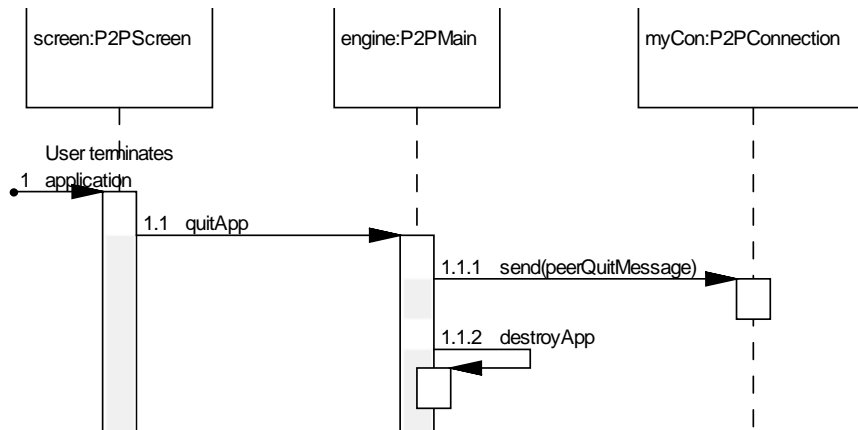 screen:P2PScreen
engine:P2PMain
myCon:P2PConnection
User terminates
1 application
1.1 quitApp
1.1.1 send(peerQuitMessage)
1.1.2 destroyApp